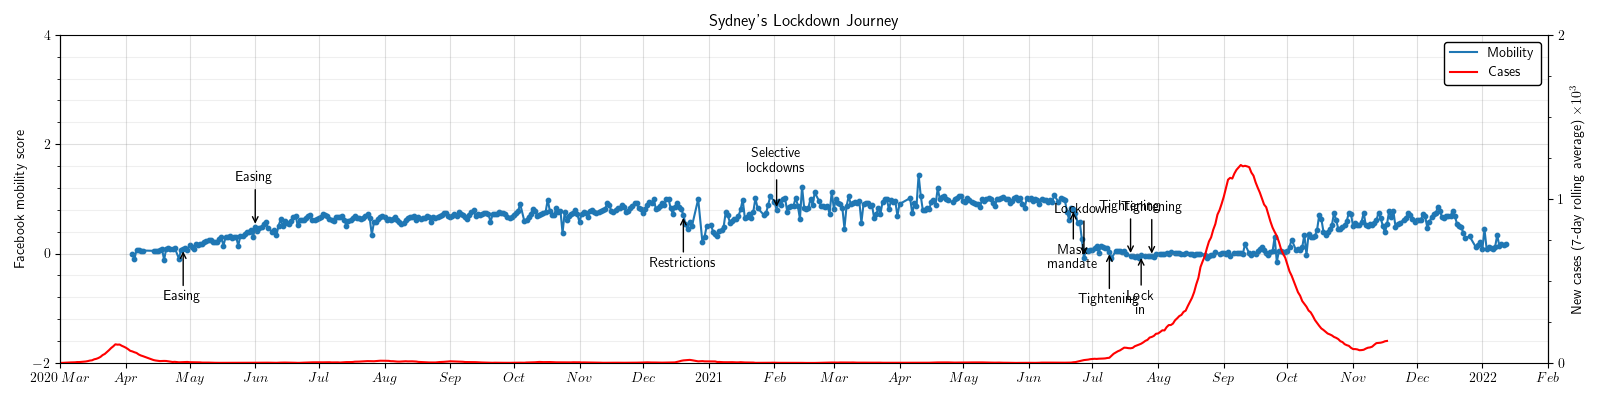 Sydney's Lockdown Journey
4
2
0
−2
Facebook mobility score
2
1
0
New cases (7-day rolling average) ×10³
Mobility
Cases
Easing
Easing
Restrictions
Selective
lockdowns
Lockdown
Mask
mandate
Tightening
Tightening
Tightening
Lock
in
2020 Mar
Apr
May
Jun
Jul
Aug
Sep
Oct
Nov
Dec
2021
Feb
Mar
Apr
May
Jun
Jul
Aug
Sep
Oct
Nov
Dec
2022
Feb